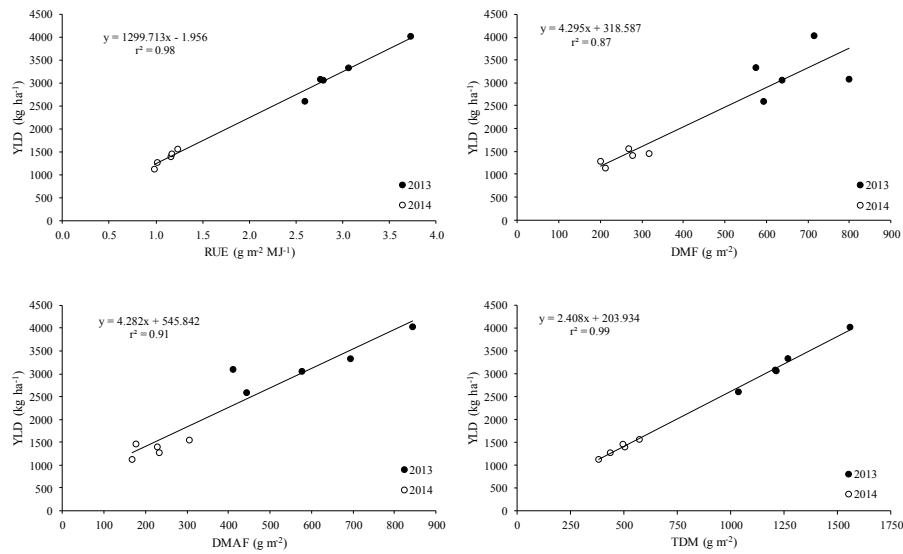 4500
4000
3500
3000
2500
2000
1500
1000
500
0
YLD (kg ha⁻¹)
y = 1299.713x - 1.956
r² = 0.98
2013
2014
0.0 0.5 1.0 1.5 2.0 2.5 3.0 3.5 4.0
RUE (g m⁻² MJ⁻¹)
4500
4000
3500
3000
2500
2000
1500
1000
500
0
YLD (kg ha⁻¹)
y = 4.295x + 318.587
r² = 0.87
2013
2014
0 100 200 300 400 500 600 700 800 900
DMF (g m⁻²)
4500
4000
3500
3000
2500
2000
1500
1000
500
0
YLD (kg ha⁻¹)
y = 4.282x + 545.842
r² = 0.91
2013
2014
0 100 200 300 400 500 600 700 800 900
DMAF (g m⁻²)
4500
4000
3500
3000
2500
2000
1500
1000
500
0
YLD (kg ha⁻¹)
y = 2.408x + 203.934
r² = 0.99
2013
2014
0 250 500 750 1000 1250 1500 1750
TDM (g m⁻²)